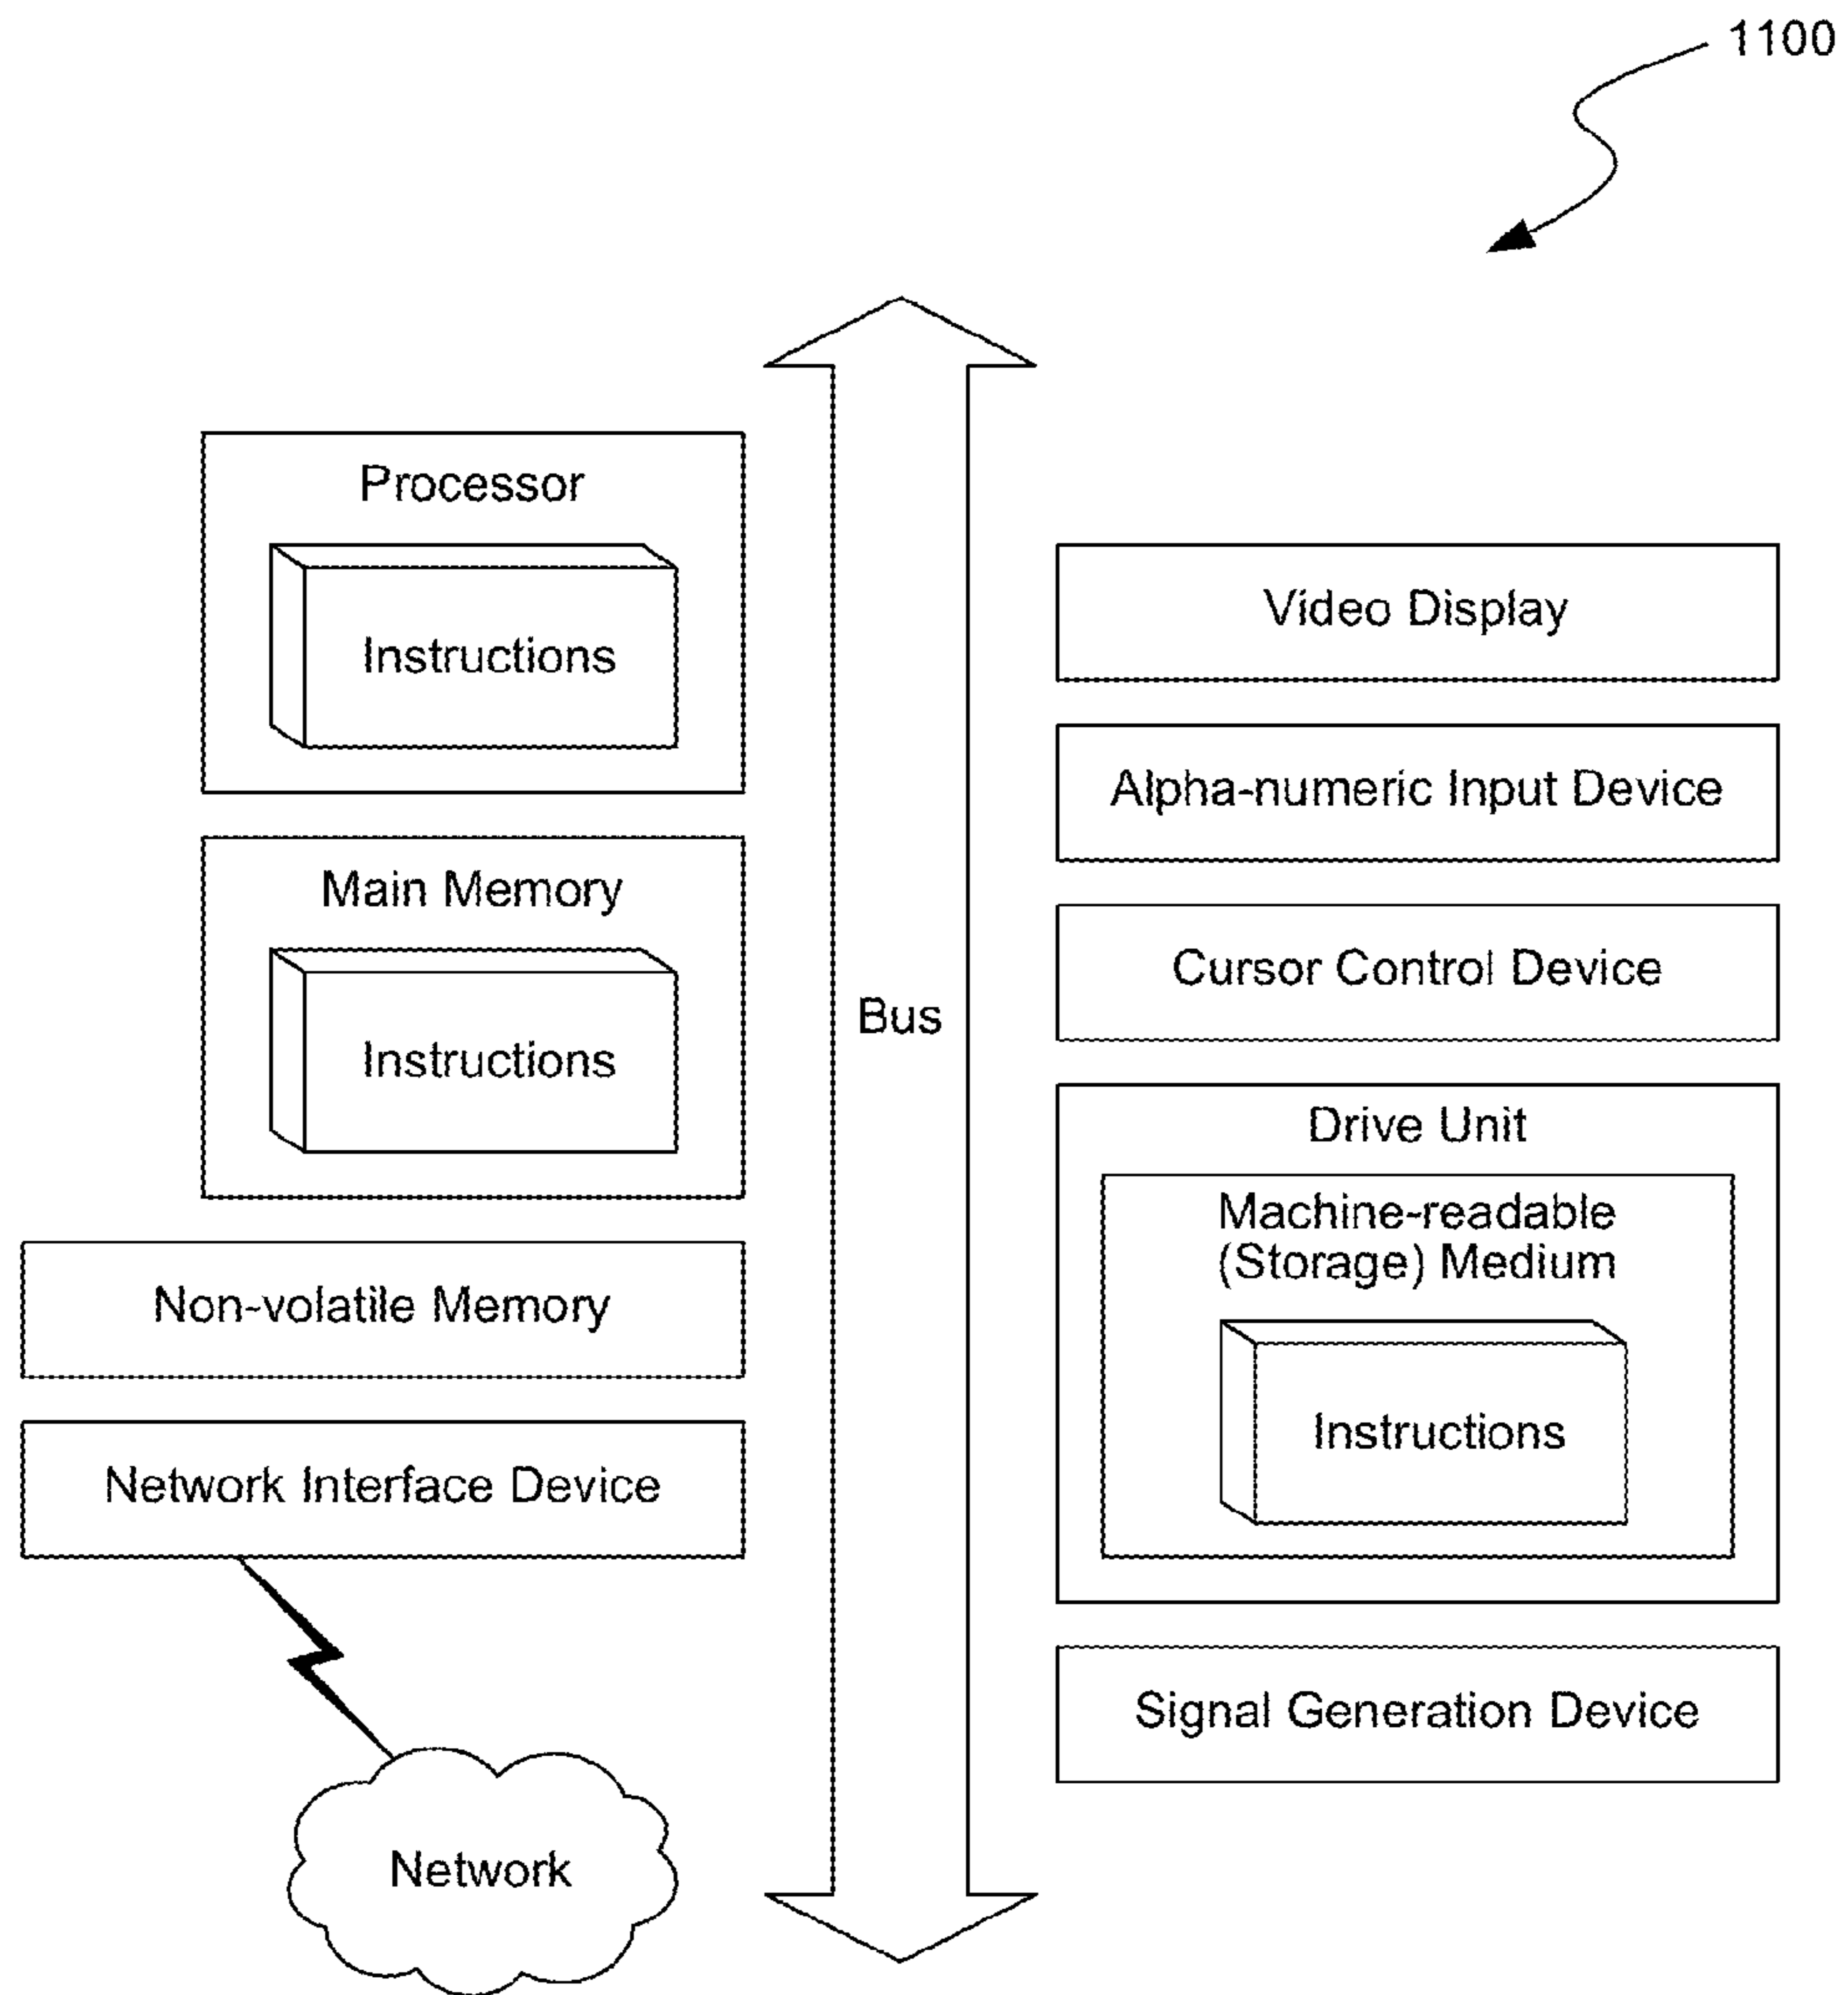 1100
Processor
Instructions
Main Memory
Instructions
Non-volatile Memory
Network Interface Device
Network
Bus
Video Display
Alpha-numeric Input Device
Cursor Control Device
Drive Unit
Machine-readable
(Storage) Medium
Instructions
Signal Generation Device